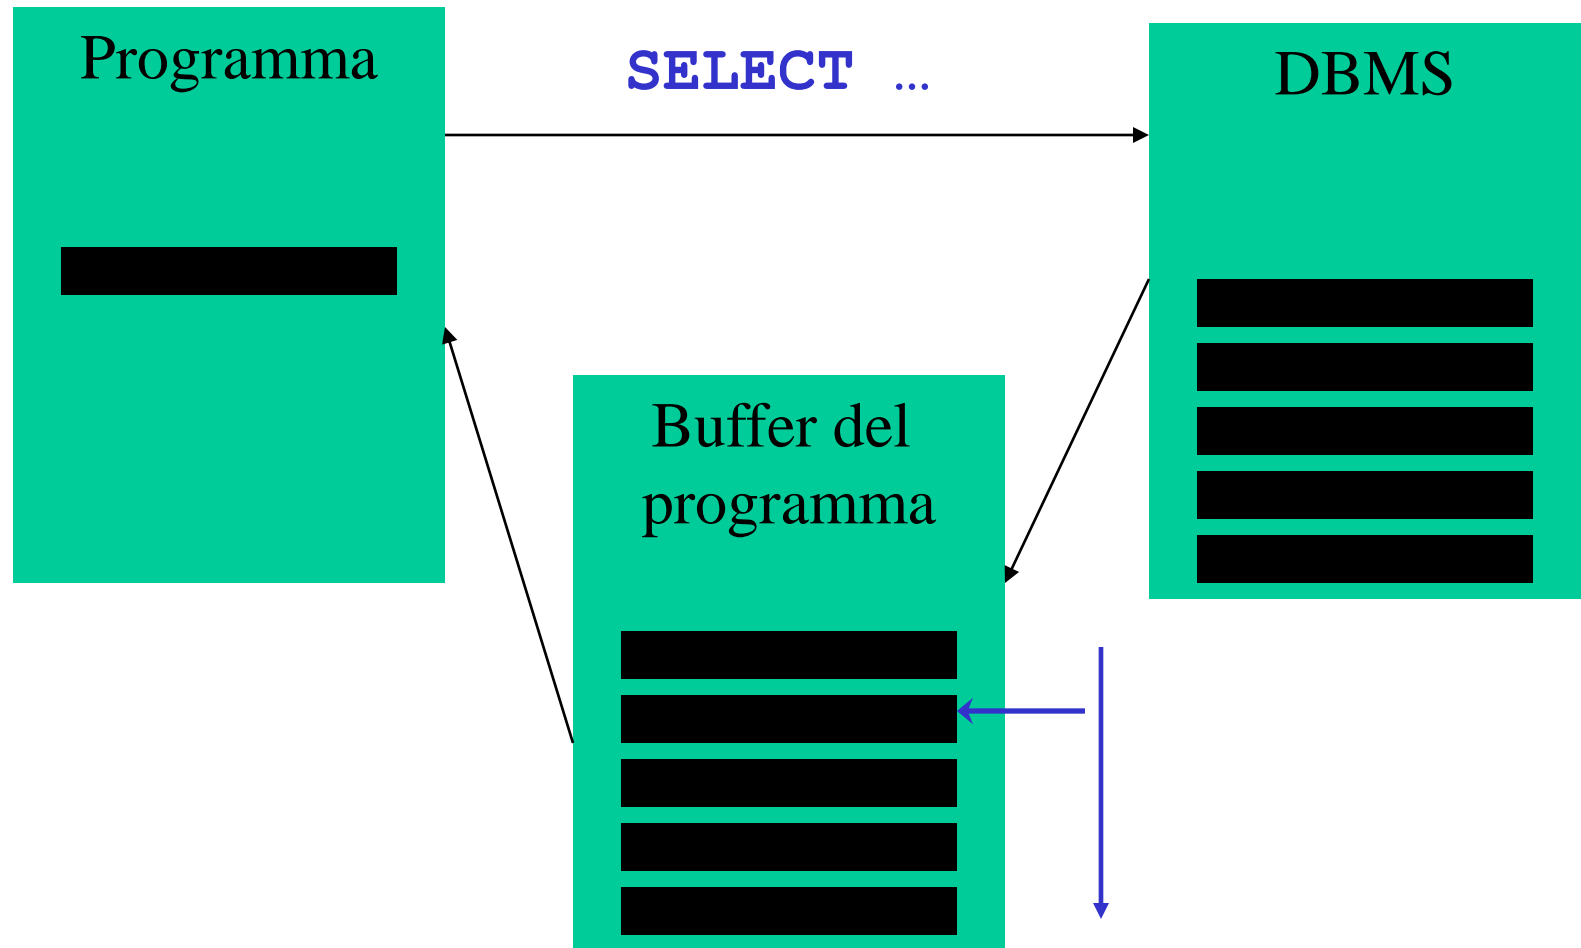 Programma
SELECT ...
DBMS
Buffer del
programma